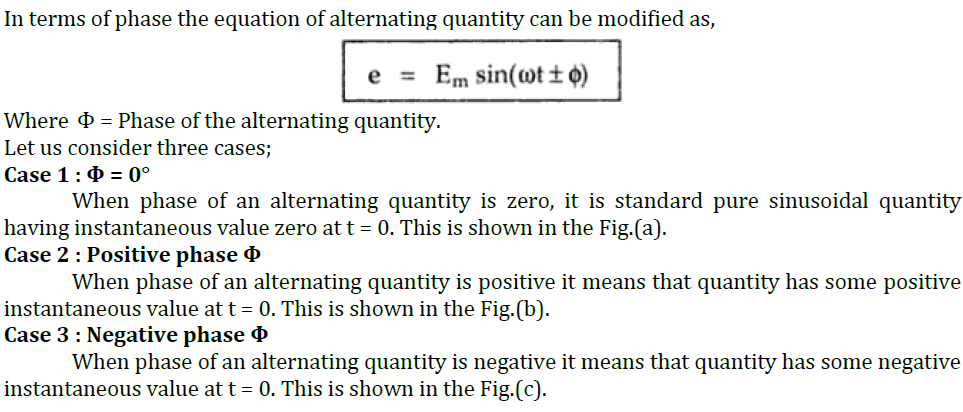 In terms of phase the equation of alternating quantity can be modified as,
e = Em sin(ωt ± ϕ)
Where Φ = Phase of the alternating quantity.
Let us consider three cases;
Case 1 : Φ = 0°
When phase of an alternating quantity is zero, it is standard pure sinusoidal quantity
having instantaneous value zero at t = 0. This is shown in the Fig.(a).
Case 2 : Positive phase Φ
When phase of an alternating quantity is positive it means that quantity has some positive
instantaneous value at t = 0. This is shown in the Fig.(b).
Case 3 : Negative phase Φ
When phase of an alternating quantity is negative it means that quantity has some negative
instantaneous value at t = 0. This is shown in the Fig.(c).